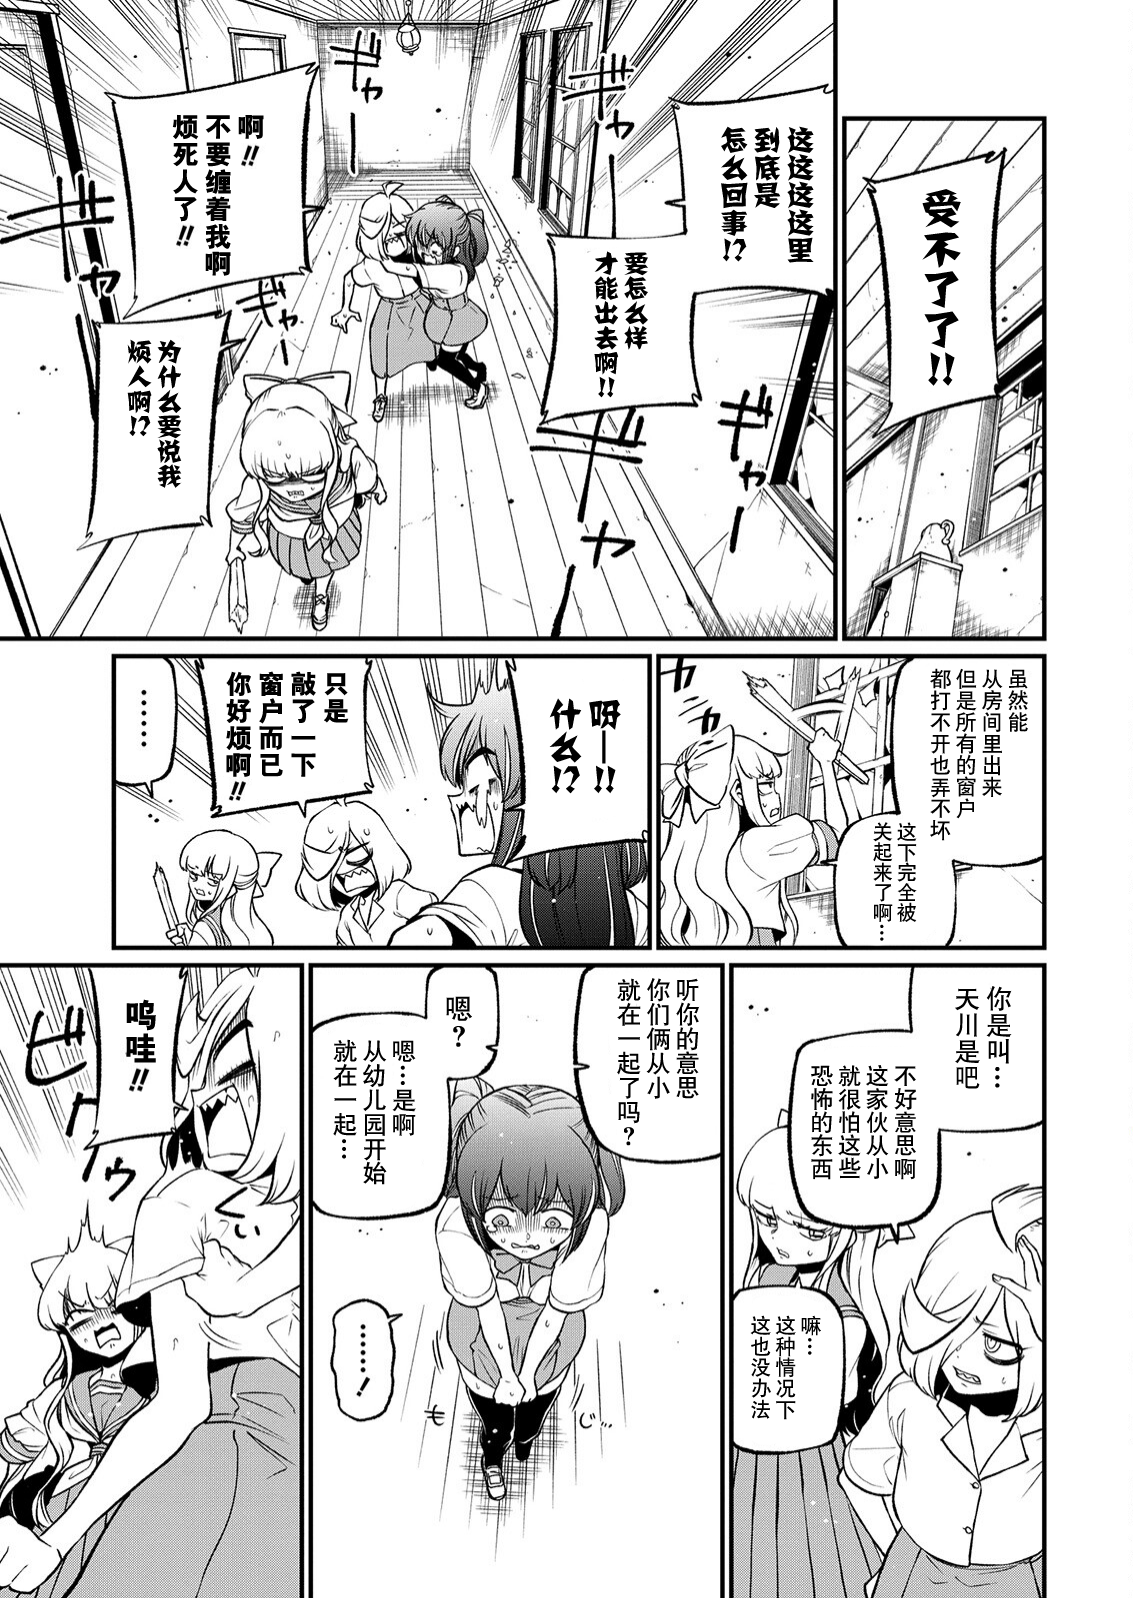 受不了了!!
这这这这里
到底是
怎么回事!?
要怎么样
才能出去啊!!
啊!!
不要缠着我啊
烦死人了!!
为什么要说我
烦人啊!?
ギャ
ギャ
ギャ
ギャ
虽然能
从房间里出来
但是所有的窗户
都打不开也弄不坏
这下完全被
关起来了啊…
呀—!!
什么!?
只是
敲了一下
窗户而已
你好烦啊!!
……
你是叫…
天川是吧
不好意思啊
这家伙从小
就很怕这些
恐怖的东西
嘛…
这种情况下
这也没办法
听你的意思
你们俩从小
就在一起了吗?
嗯?
嗯…是啊
从幼儿园开始
就在一起…
……!
も
じ…
呜哇!!
ぐい